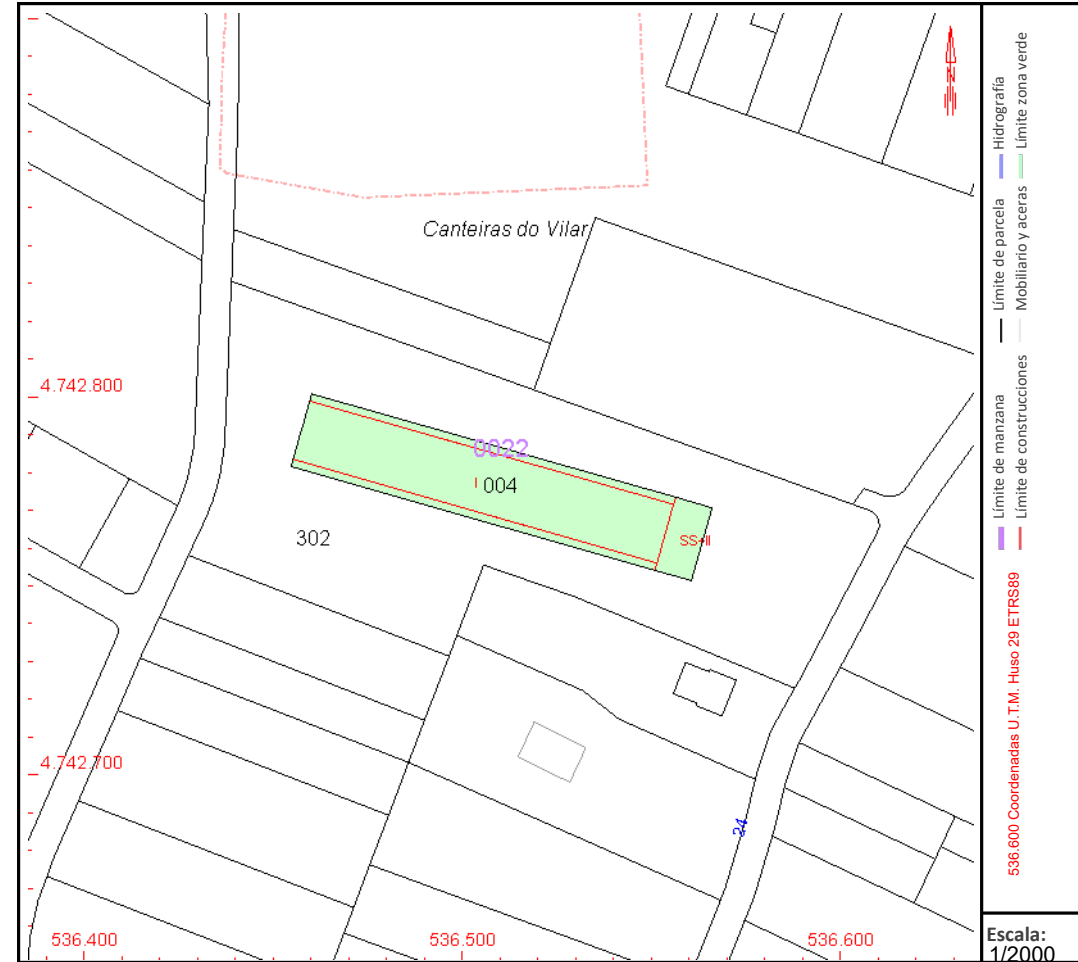 Canteiras do Vilar
4.742.800
0022
I 004
302
SS+II
4.742.700
24
536.400
536.500
536.600
N
Límite de manzana
Límite de parcela
Hidrografía
Límite de construcciones
Mobiliario y aceras
Límite zona verde
536.600 Coordenadas U.T.M. Huso 29 ETRS89
Escala:
1/2000